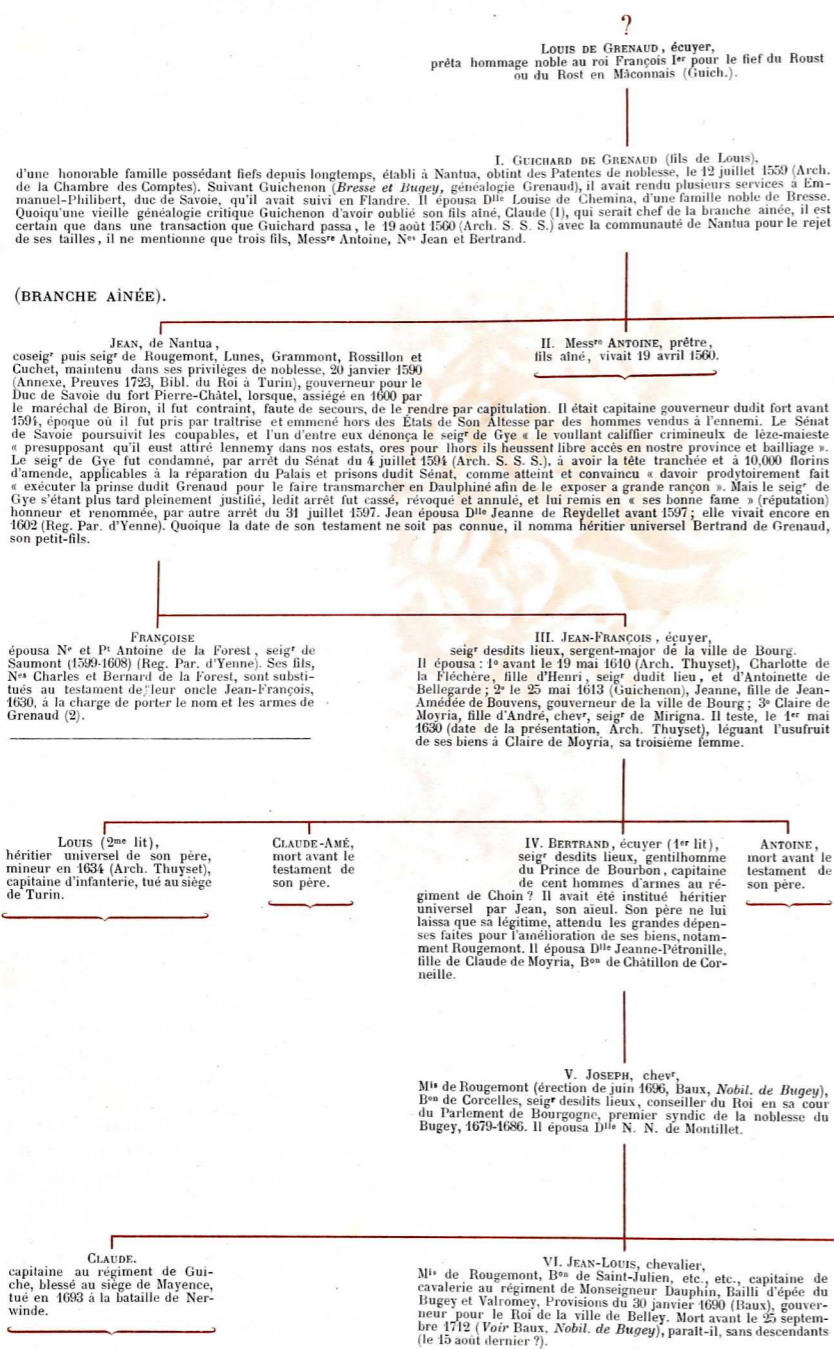 ?
LOUIS DE GRENAUD, écuyer,
prêta hommage noble au roi François Ier pour le fief du Roust
ou du Rost en Mâconnais (Guich.).
I. GUICHARD DE GRENAUD (fils de Louis),
d'une honorable famille possédant fiefs depuis longtemps, établi à Nantua, obtint des Patentes de noblesse, le 12 juillet 1559 (Arch.
de la Chambre des Comptes). Suivant Guichenon (Bresse et Bugey, généalogie Grenaud), il avait rendu plusieurs services à Em-
manuel-Philibert, duc de Savoie, qu'il avait suivi en Flandre. Il épousa Dlle Louise de Chemina, d'une famille noble de Bresse.
Quoiqu'une vieille généalogie critique Guichenon d'avoir oublié son fils aîné, Claude (1), qui serait chef de la branche ainée, il est
certain que dans une transaction que Guichard passa, le 19 août 1560 (Arch. S. S. S.) avec la communauté de Nantua pour le rejet
de ses tailles, il ne mentionne que trois fils, Messre Antoine, Nes Jean et Bertrand.
(BRANCHE AÎNÉE).
JEAN, de Nantua,
coseigr puis seigr de Rougemont, Lunes, Grammont, Rossillon et
Cuchet, maintenu dans ses privilèges de noblesse, 20 janvier 1590
(Annexe, Preuves 1723, Bibl. du Roi à Turin), gouverneur pour le
Duc de Savoie du fort Pierre-Châtel, lorsque, assiégé en 1600 par
le maréchal de Biron, il fut contraint, faute de secours, de le rendre par capitulation. Il était capitaine gouverneur dudit fort avant
1594, époque où il fut pris par traîtrise et emmené hors des États de Son Altesse par des hommes vendus à l'ennemi. Le Sénat
de Savoie poursuivit les coupables, et l'un d'entre eux dénonça le seigr de Gye « le voullant califfier crimineulx de lèze-maieste
« presupposant qu'il eust attiré lennemy dans nos estats, ores pour lhors ils heussent libre accès en nostre province et bailliage ».
Le seigr de Gye fut condamné, par arrêt du Sénat du 4 juillet 1594 (Arch. S. S. S.), à avoir la tête tranchée et à 10,000 florins
d'amende, applicables à la réparation du Palais et prisons dudit Sénat, comme atteint et convaincu « davoir prodytoirement fait
« exécuter la prinse dudit Grenaud pour le faire transmarcher en Daulphiné afin de le exposer a grande rançon ». Mais le seigr de
Gye s'étant plus tard pleinement justifié, ledit arrêt fut cassé, révoqué et annulé, et lui remis en « ses bonne fame » (réputation)
honneur et renommée, par autre arrêt du 31 juillet 1597. Jean épousa Dlle Jeanne de Reydellet avant 1597 ; elle vivait encore en
1602 (Reg. Par. d'Yenne). Quoique la date de son testament ne soit pas connue, il nomma héritier universel Bertrand de Grenaud,
son petit-fils.
II. Messre ANTOINE, prêtre,
fils aîné, vivait 19 avril 1560.
FRANÇOISE
épousa Ne et Pt Antoine de la Forest, seigr de
Saumont (1599-1608) (Reg. Par. d'Yenne). Ses fils,
Nes Charles et Bernard de la Forest, sont substi-
tués au testament de leur oncle Jean-François,
1630, à la charge de porter le nom et les armes de
Grenaud (2).
III. JEAN-FRANÇOIS, écuyer,
seigr desdits lieux, sergent-major de la ville de Bourg.
Il épousa : 1º avant le 19 mai 1610 (Arch. Thuyset), Charlotte de
la Fléchère, fille d'Henri, seigr dudit lieu, et d'Antoinette de
Bellegarde ; 2º le 25 mai 1613 (Guichenon), Jeanne, fille de Jean-
Amédée de Bouvens, gouverneur de la ville de Bourg ; 3º Claire de
Moyria, fille d'André, chevr, seigr de Mirigna. Il teste, le 1er mai
1630 (date de la présentation, Arch. Thuyset), léguant l'usufruit
de ses biens à Claire de Moyria, sa troisième femme.
LOUIS (2me lit),
héritier universel de son père,
mineur en 1634 (Arch. Thuyset),
capitaine d'infanterie, tué au siège
de Turin.
CLAUDE-AMÉ,
mort avant le
testament de
son père.
IV. BERTRAND, écuyer (1er lit),
seigr desdits lieux, gentilhomme
du Prince de Bourbon, capitaine
de cent hommes d'armes au ré-
giment de Choin ? Il avait été institué héritier
universel par Jean, son aïeul. Son père ne lui
laissa que sa légitime, attendu les grandes dépen-
ses faites pour l'amélioration de ses biens, notam-
ment Rougemont. Il épousa Dlle Jeanne-Pétronille,
fille de Claude de Moyria, Bon de Châtillon de Cor-
neille.
ANTOINE,
mort avant le
testament de
son père.
V. JOSEPH, chevr,
Mis de Rougemont (érection de juin 1696, Baux, Nobil. de Bugey),
Bon de Corcelles, seigr desdits lieux, conseiller du Roi en sa cour
du Parlement de Bourgogne, premier syndic de la noblesse du
Bugey, 1679-1686. Il épousa Dlle N. N. de Montillet.
CLAUDE.
capitaine au régiment de Gui-
che, blessé au siège de Mayence,
tué en 1693 à la bataille de Ner-
winde.
VI. JEAN-LOUIS, chevalier,
Mis de Rougemont, Bon de Saint-Julien, etc., etc., capitaine de
cavalerie au régiment de Monseigneur Dauphin, Bailli d'épée du
Bugey et Valromey, Provisions du 30 janvier 1690 (Baux), gouver-
neur pour le Roi de la ville de Belley. Mort avant le 25 septem-
bre 1712 (Voir Baux, Nobil. de Bugey), paraît-il, sans descendants
(le 15 août dernier ?).